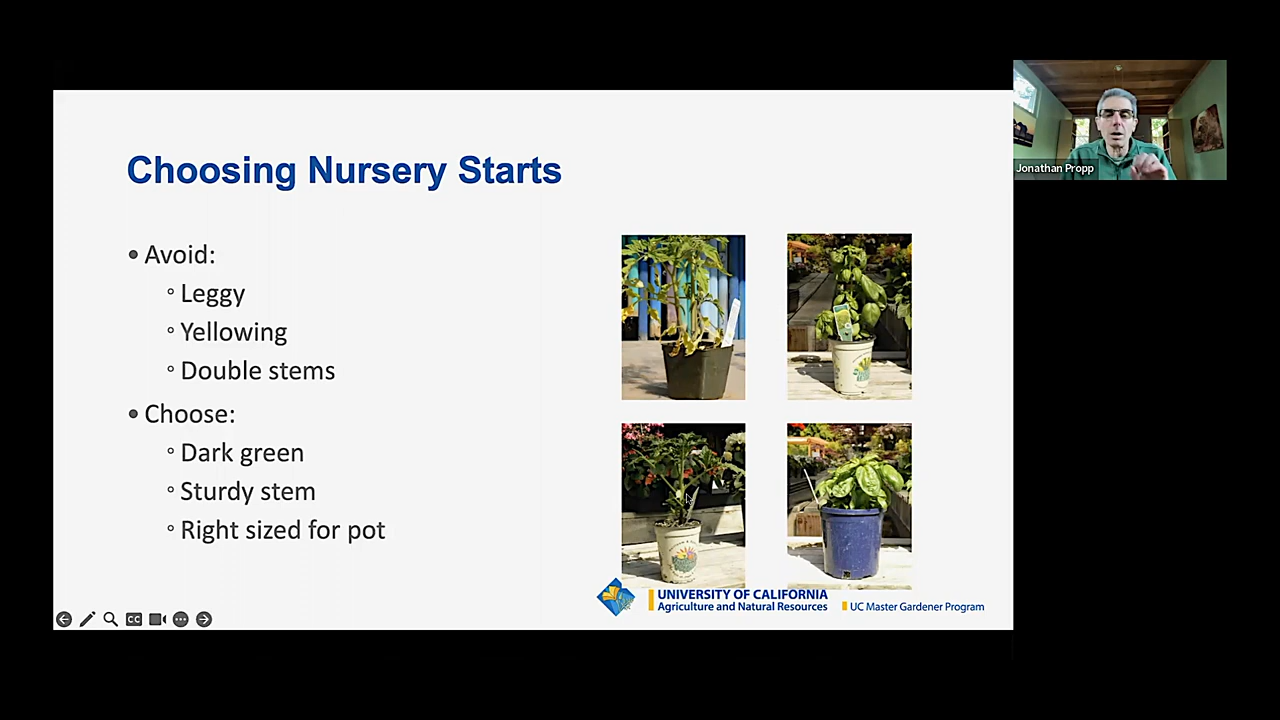 Choosing Nursery Starts
• Avoid:
◦ Leggy
◦ Yellowing
◦ Double stems
• Choose:
◦ Dark green
◦ Sturdy stem
◦ Right sized for pot
UNIVERSITY OF CALIFORNIA
Agriculture and Natural Resources
UC Master Gardener Program
CC
Jonathan Propp